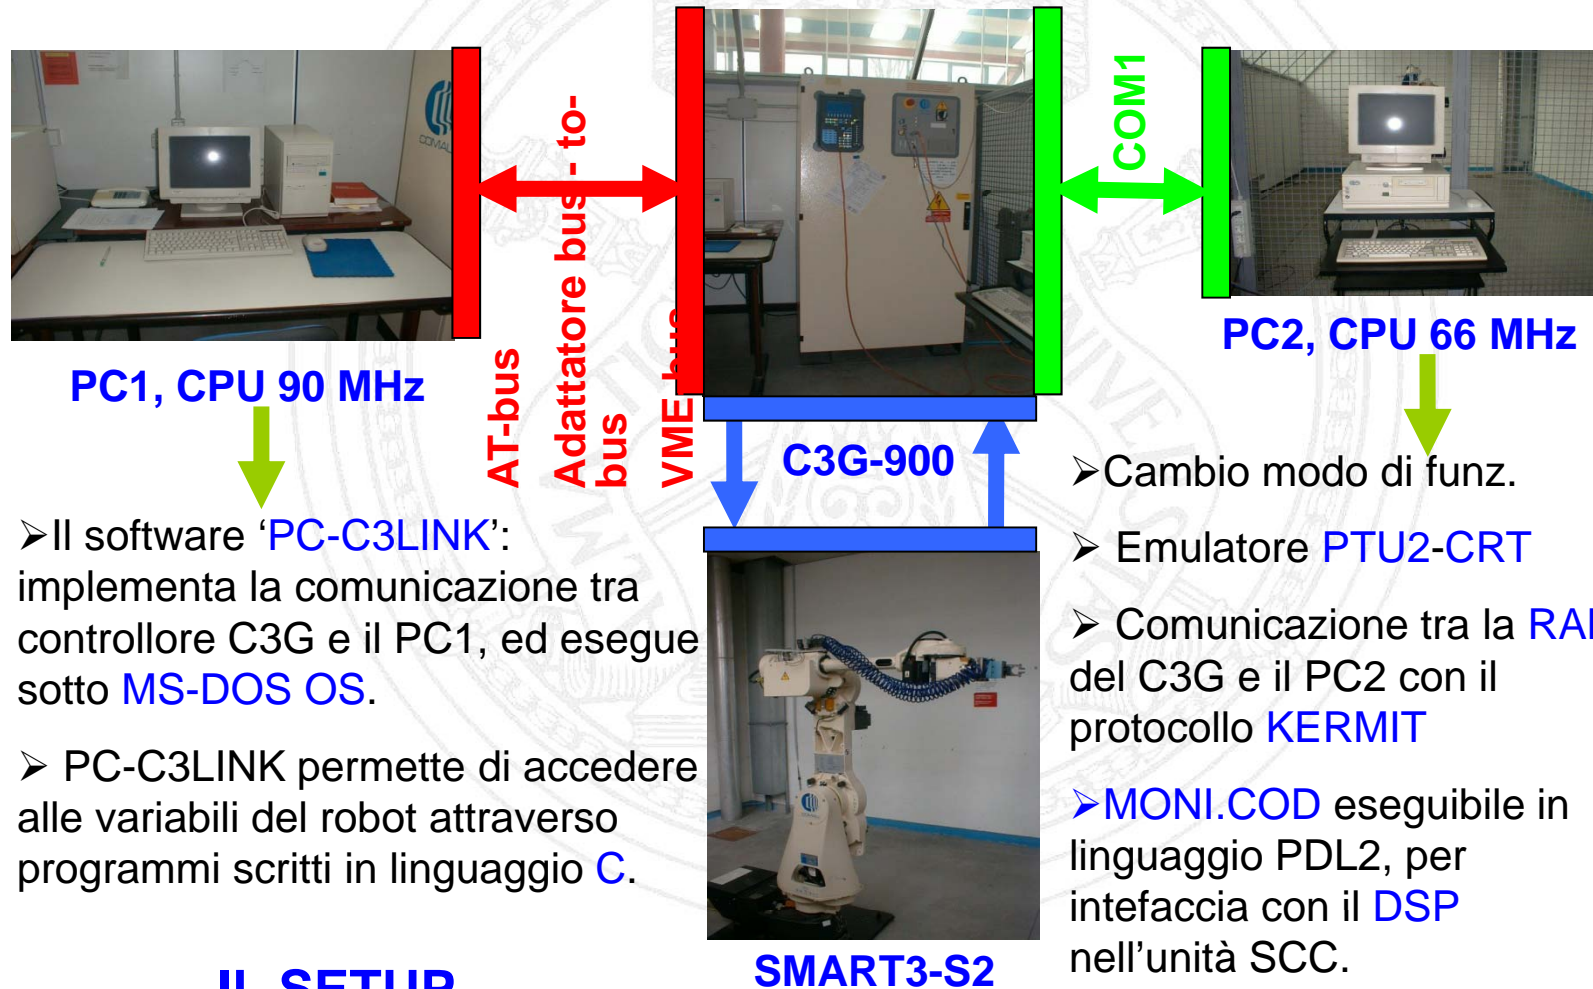 COM1
AT-bus
Adattatore bus- to-
bus
VME bus
PC1, CPU 90 MHz
PC2, CPU 66 MHz
C3G-900
➢Il software ‘PC-C3LINK’:
implementa la comunicazione tra
controllore C3G e il PC1, ed esegue
sotto MS-DOS OS.
➢ PC-C3LINK permette di accedere
alle variabili del robot attraverso
programmi scritti in linguaggio C.
➢Cambio modo di funz.
➢ Emulatore PTU2-CRT
➢ Comunicazione tra la RA
del C3G e il PC2 con il
protocollo KERMIT
➢MONI.COD eseguibile in
linguaggio PDL2, per
intefaccia con il DSP
nell’unità SCC.
SMART3-S2
IL SETUP